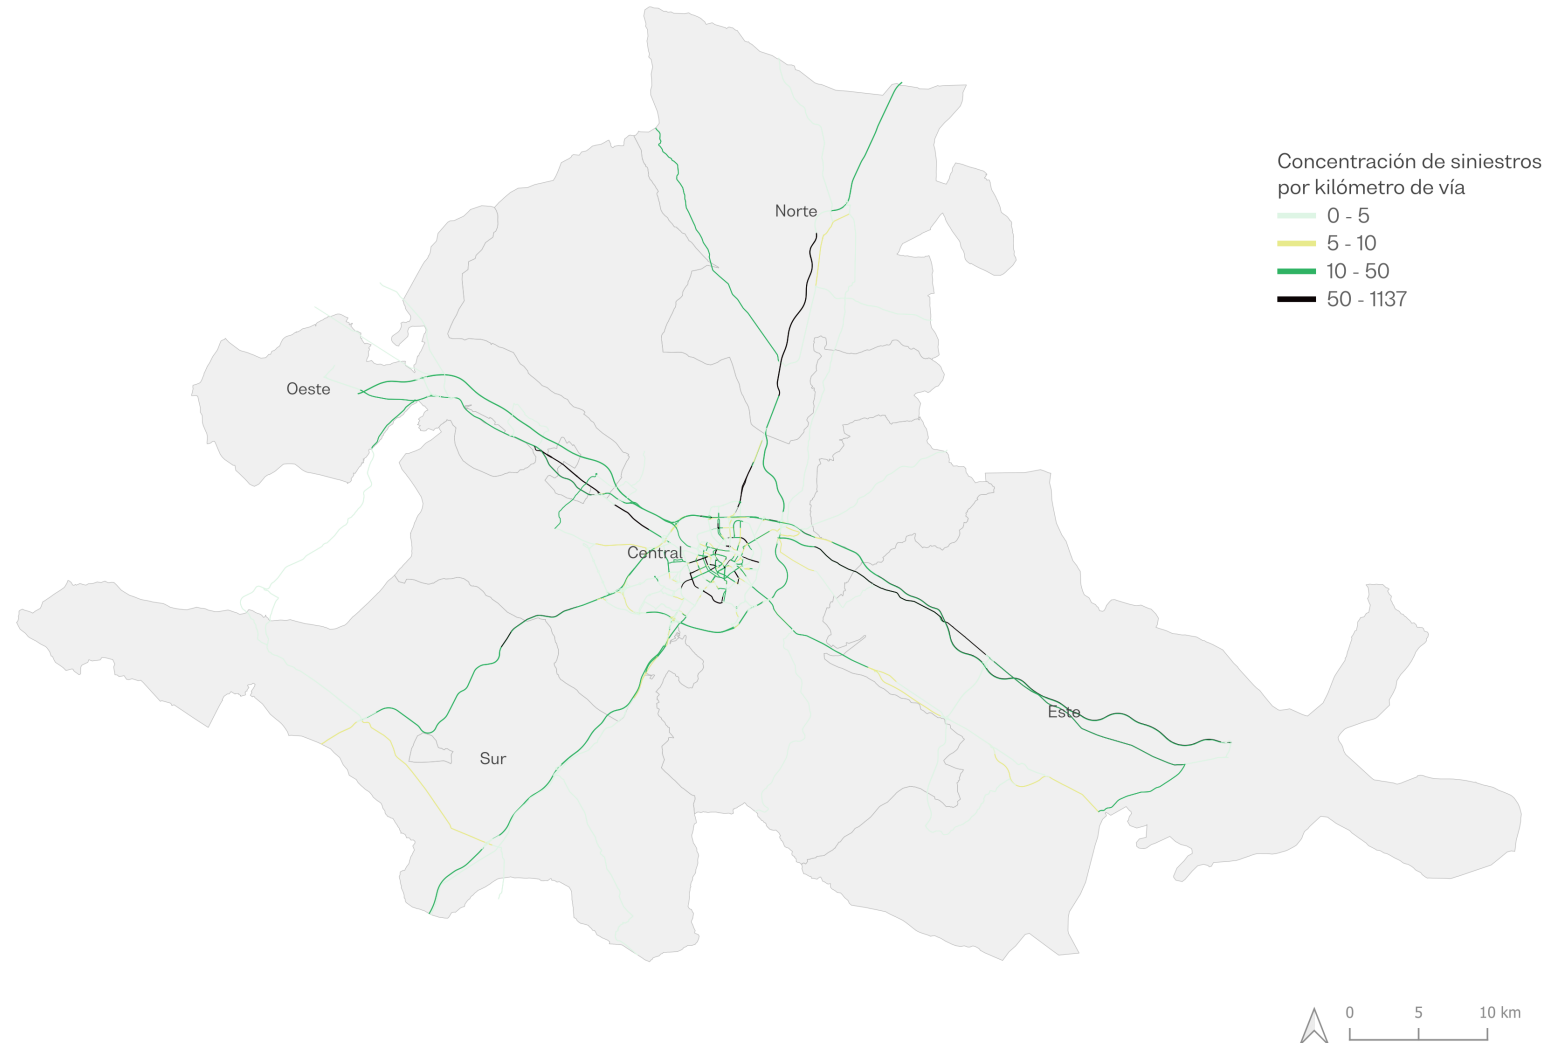 Concentración de siniestros
por kilómetro de vía
0 - 5
5 - 10
10 - 50
50 - 1137
Norte
Oeste
Central
Este
Sur
0 5 10 km